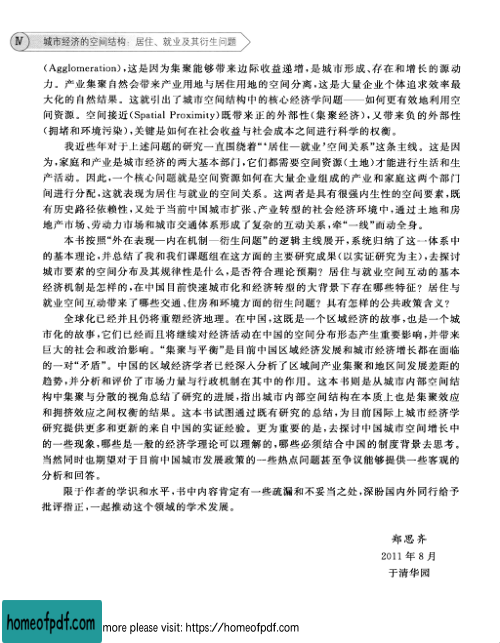 Ⅳ 城市经济的空间结构：居住、就业及其衍生问题
(Agglomeration)，这是因为集聚能够带来边际收益递增，是城市形成、存在和增长的源动
力。产业集聚自然会带来产业用地与居住用地的空间分离，这是大量企业个体追求效率最
大化的自然结果。这就引出了城市空间结构中的核心经济学问题——如何更有效地利用空
间资源。空间接近(Spatial Proximity)既带来正的外部性(集聚经济)，又带来负的外部性
(拥堵和环境污染)，关键是如何在社会收益与社会成本之间进行科学的权衡。
我近些年对于上述问题的研究一直围绕着“‘居住—就业’空间关系”这条主线。这是因
为，家庭和产业是城市经济的两大基本部门，它们都需要空间资源(土地)才能进行生活和生
产活动。因此，一个核心问题就是空间资源如何在大量企业组成的产业和家庭这两个部门
间进行分配，这就表现为居住与就业的空间关系。这两者是具有很强内生性的空间要素，既
有历史路径依赖性，又处于当前中国城市扩张、产业转型的社会经济环境中，通过土地和房
地产市场、劳动力市场和城市交通体系形成了复杂的互动关系，牵“一线”而动全身。
本书按照“外在表现—内在机制—衍生问题”的逻辑主线展开，系统归纳了这一体系中
的基本理论，并总结了我和我们课题组在这方面的主要研究成果(以实证研究为主)，去探讨
城市要素的空间分布及其规律性是什么，是否符合理论预期？居住与就业空间互动的基本
经济机制是怎样的，在中国目前快速城市化和经济转型的大背景下存在哪些特征？居住与
就业空间互动带来了哪些交通、住房和环境方面的衍生问题？具有怎样的公共政策含义？
全球化已经并且仍将重塑经济地理。在中国，这既是一个区域经济的故事，也是一个城
市化的故事，它们已经而且将继续对经济活动在中国的空间分布形态产生重要影响，并带来
巨大的社会和政治影响。“集聚与平衡”是目前中国区域经济发展和城市经济增长都在面临
的一对“矛盾”。中国的区域经济学者已经深入分析了区域间产业集聚和地区间发展差距的
趋势，并分析和评价了市场力量与行政机制在其中的作用。这本书则是从城市内部空间结
构中集聚与分散的视角总结了研究的进展，指出城市内部空间结构在本质上也是集聚效应
和拥挤效应之间权衡的结果。这本书试图通过既有研究的总结，为目前国际上城市经济学
研究提供更多和更新的来自中国的实证经验。更为重要的是，去探讨中国城市空间增长中
的一些现象，哪些是一般的经济学理论可以理解的，哪些必须结合中国的制度背景去思考。
当然同时也期望对于目前中国城市发展政策的一些热点问题甚至争议能够提供一些客观的
分析和回答。
限于作者的学识和水平，书中内容肯定有一些疏漏和不妥当之处，深盼国内外同行给予
批评指正，一起推动这个领域的学术发展。
郑思齐
2011 年 8 月
于清华园
homeofpdf.com more please visit: https://homeofpdf.com